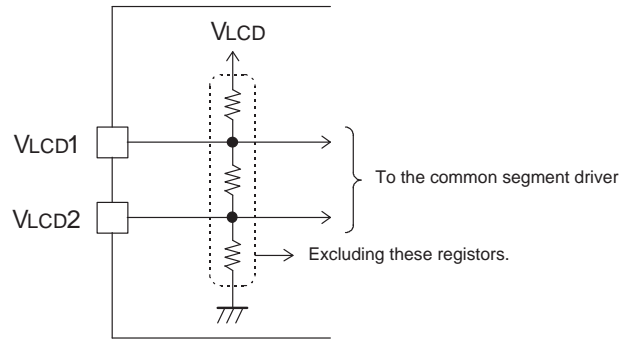 VLCD
VLCD1
To the common segment driver
VLCD2
Excluding these registors.